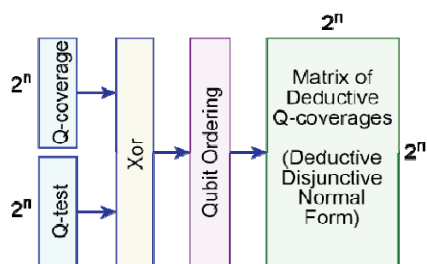 2ⁿ
2ⁿ
Q-coverage
Xor
Qubit Ordering
Matrix of
Deductive
Q-coverages
(Deductive
Disjunctive
Normal
Form)
2ⁿ
2ⁿ
Q-test